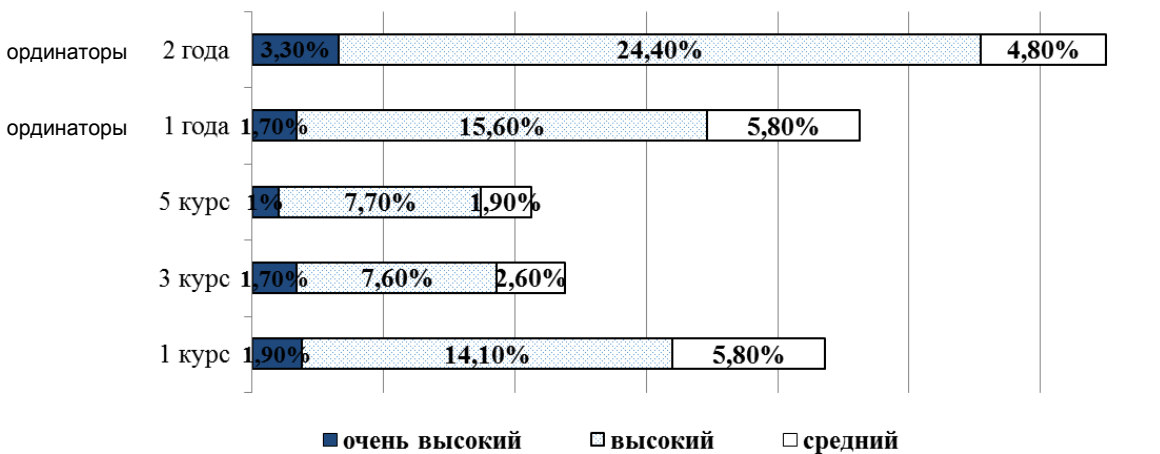 ординаторы 2 года 3,30% 24,40% 4,80%
ординаторы 1 года 1,70% 15,60% 5,80%
5 курс 1% 7,70% 1,90%
3 курс 1,70% 7,60% 2,60%
1 курс 1,90% 14,10% 5,80%
очень высокий высокий средний